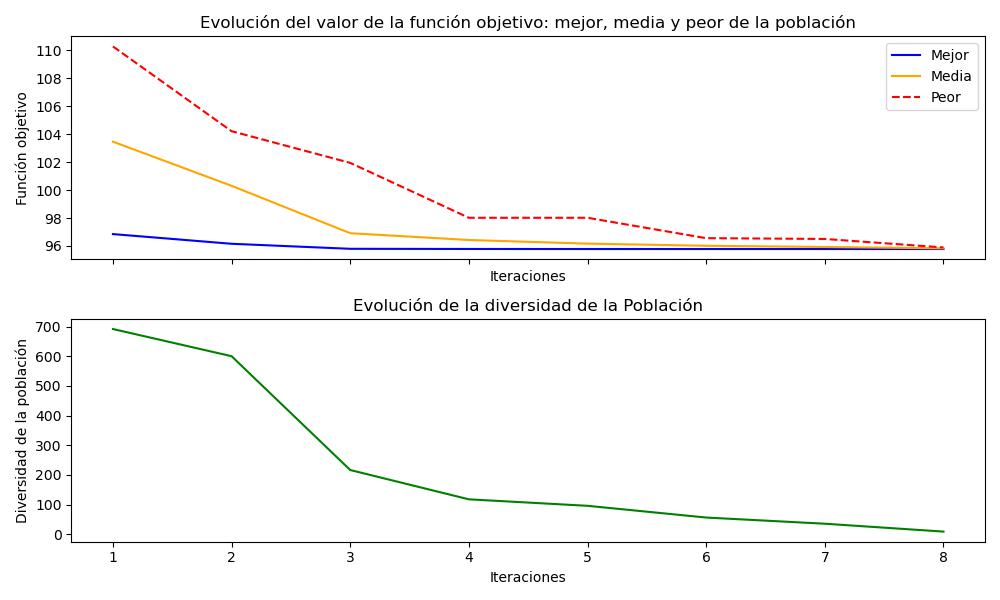 Evolución del valor de la función objetivo: mejor, media y peor de la población
Función objetivo
110
108
106
104
102
100
98
96
Mejor
Media
Peor
Iteraciones
Evolución de la diversidad de la Población
Diversidad de la población
700
600
500
400
300
200
100
0
1 2 3 4 5 6 7 8
Iteraciones